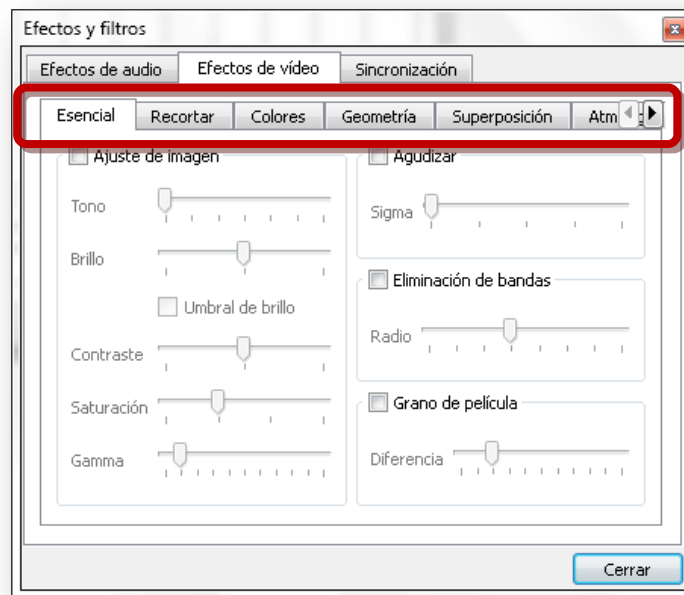 Efectos y filtros
Efectos de audio Efectos de vídeo Sincronización
Esencial Recortar Colores Geometría Superposición
Ajuste de imagen
Tono
Brillo
Umbral de brillo
Contraste
Saturación
Gamma
Agudizar
Sigma
Eliminación de bandas
Radio
Grano de película
Diferencia
Cerrar